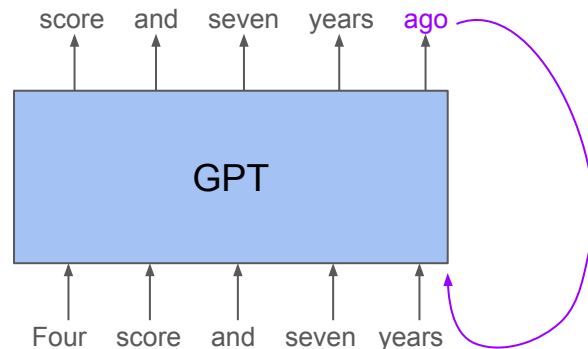 score and seven years ago
GPT
Four score and seven years